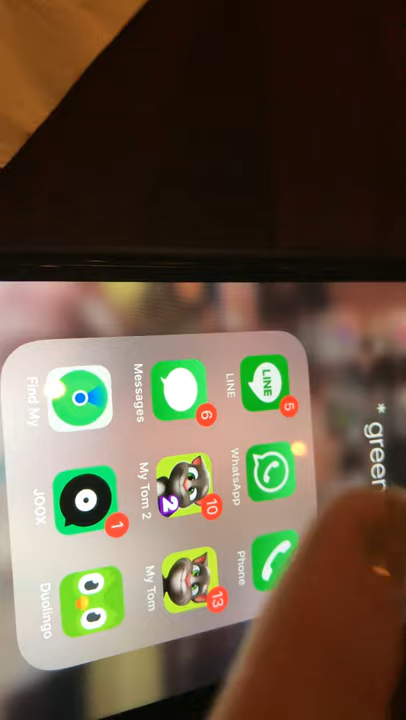 * green
LINE 5
LINE WhatsApp Phone
6 2 10 13
Messages My Tom 2 My Tom
1
Find My JOOX Duolingo